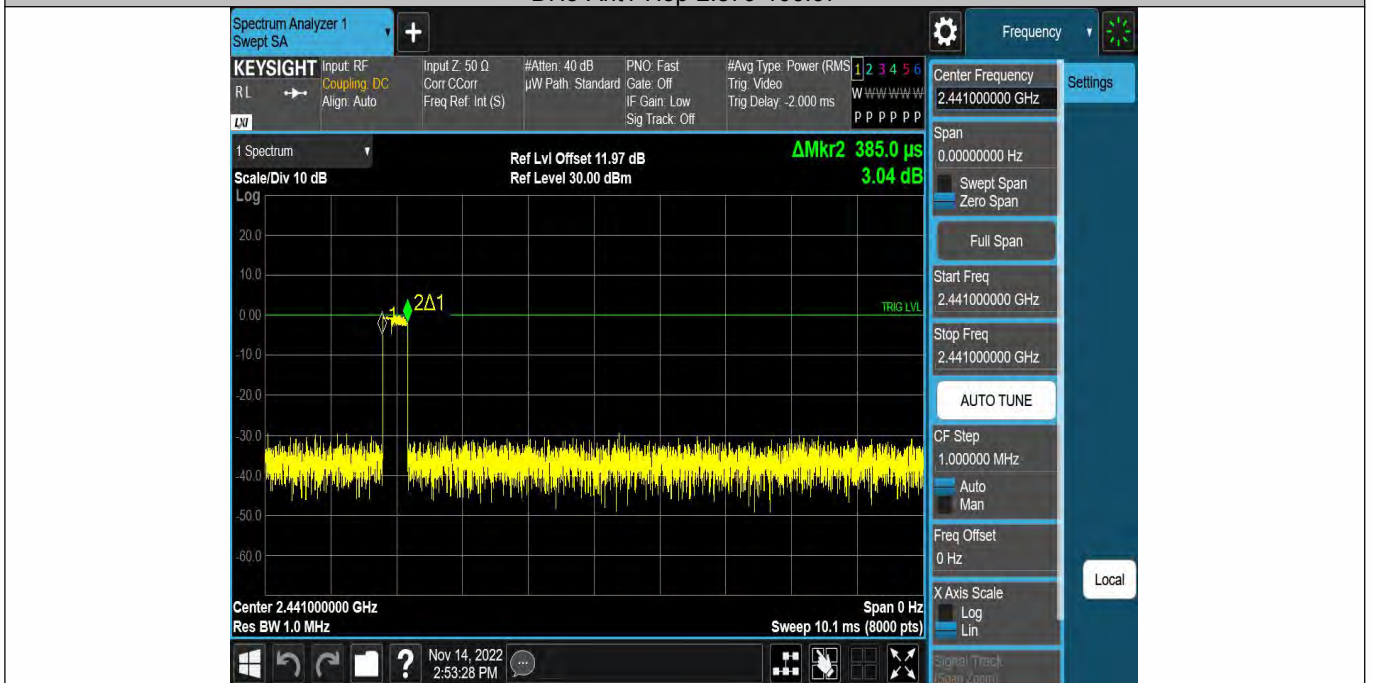 Spectrum Analyzer 1
Swept SA
+
Frequency
KEYSIGHT
RL
LXI
Input: RF
Coupling: DC
Align: Auto
Input Z: 50 Ω
Corr CCorr
Freq Ref: Int (S)
#Atten: 40 dB
µW Path: Standard
PNO: Fast
Gate: Off
IF Gain: Low
Sig Track: Off
#Avg Type: Power (RMS
Trig: Video
Trig Delay: -2.000 ms
1 2 3 4 5 6
W W W W W W
P P P P P P
1 Spectrum
Scale/Div 10 dB
Log
Ref Lvl Offset 11.97 dB
Ref Level 30.00 dBm
ΔMkr2 385.0 µs
3.04 dB
20.0
10.0
0.00
-10.0
-20.0
-30.0
-40.0
-50.0
-60.0
1
2Δ1
TRIG LVL
Center 2.441000000 GHz
Res BW 1.0 MHz
Span 0 Hz
Sweep 10.1 ms (8000 pts)
Center Frequency
2.441000000 GHz
Settings
Span
0.00000000 Hz
Swept Span
Zero Span
Full Span
Start Freq
2.441000000 GHz
Stop Freq
2.441000000 GHz
AUTO TUNE
CF Step
1.000000 MHz
Auto
Man
Freq Offset
0 Hz
X Axis Scale
Log
Lin
Signal Track
(Span Zoom)
Local
?
Nov 14, 2022
2:53:28 PM